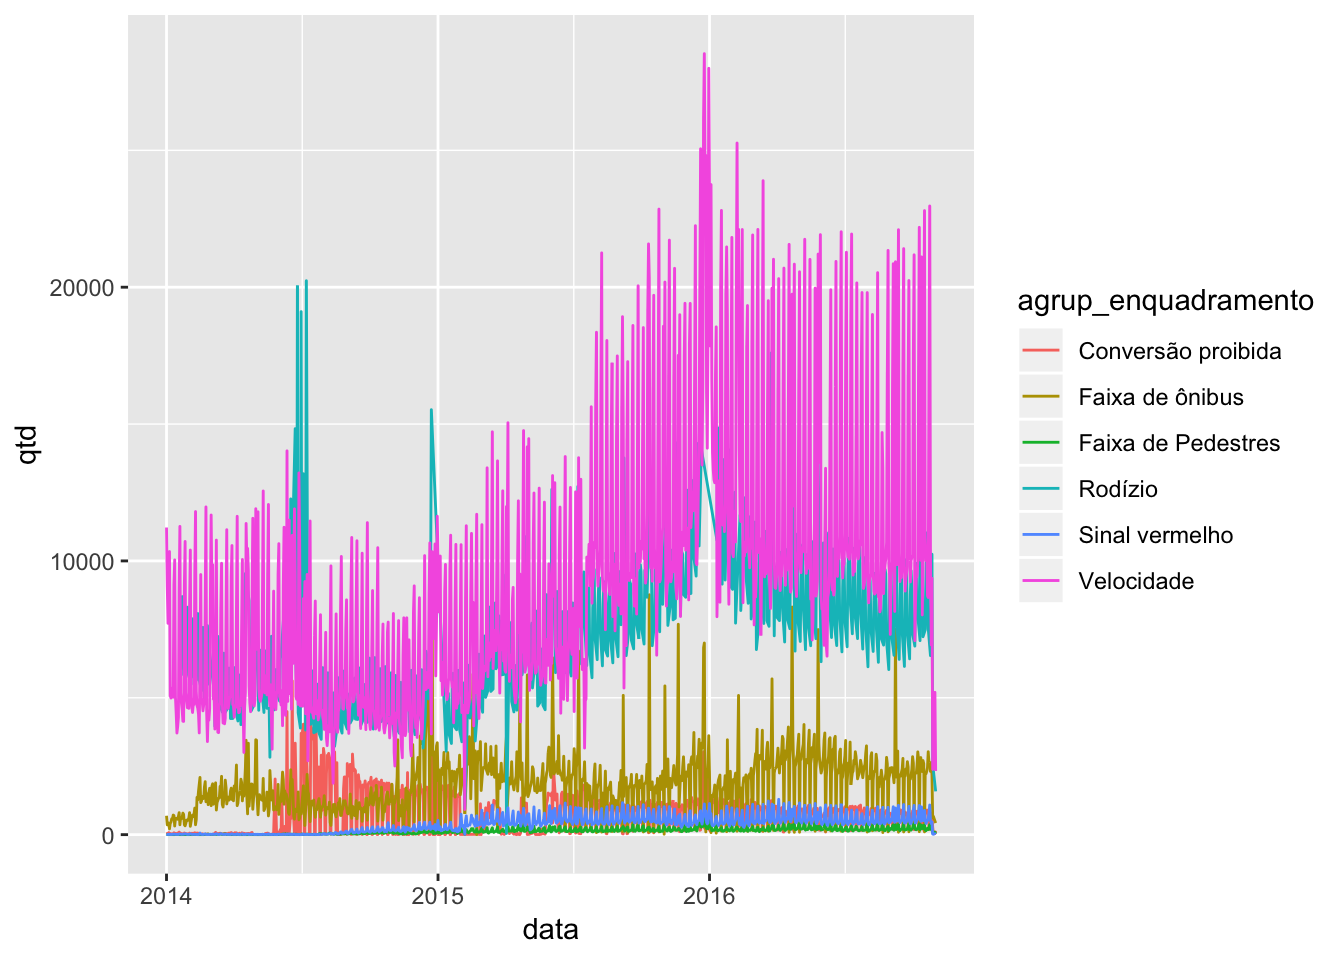 20000
10000
0
qtd
2014
2015
2016
data
agrup_enquadramento
Conversão proibida
Faixa de ônibus
Faixa de Pedestres
Rodízio
Sinal vermelho
Velocidade